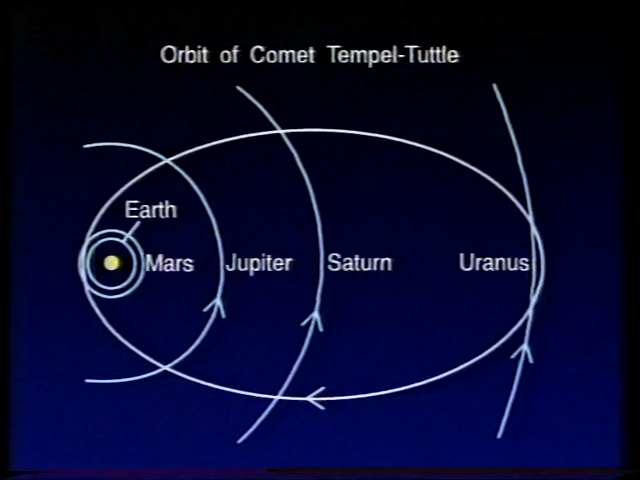 Orbit of Comet Tempel-Tuttle
Earth
Mars
Jupiter
Saturn
Uranus